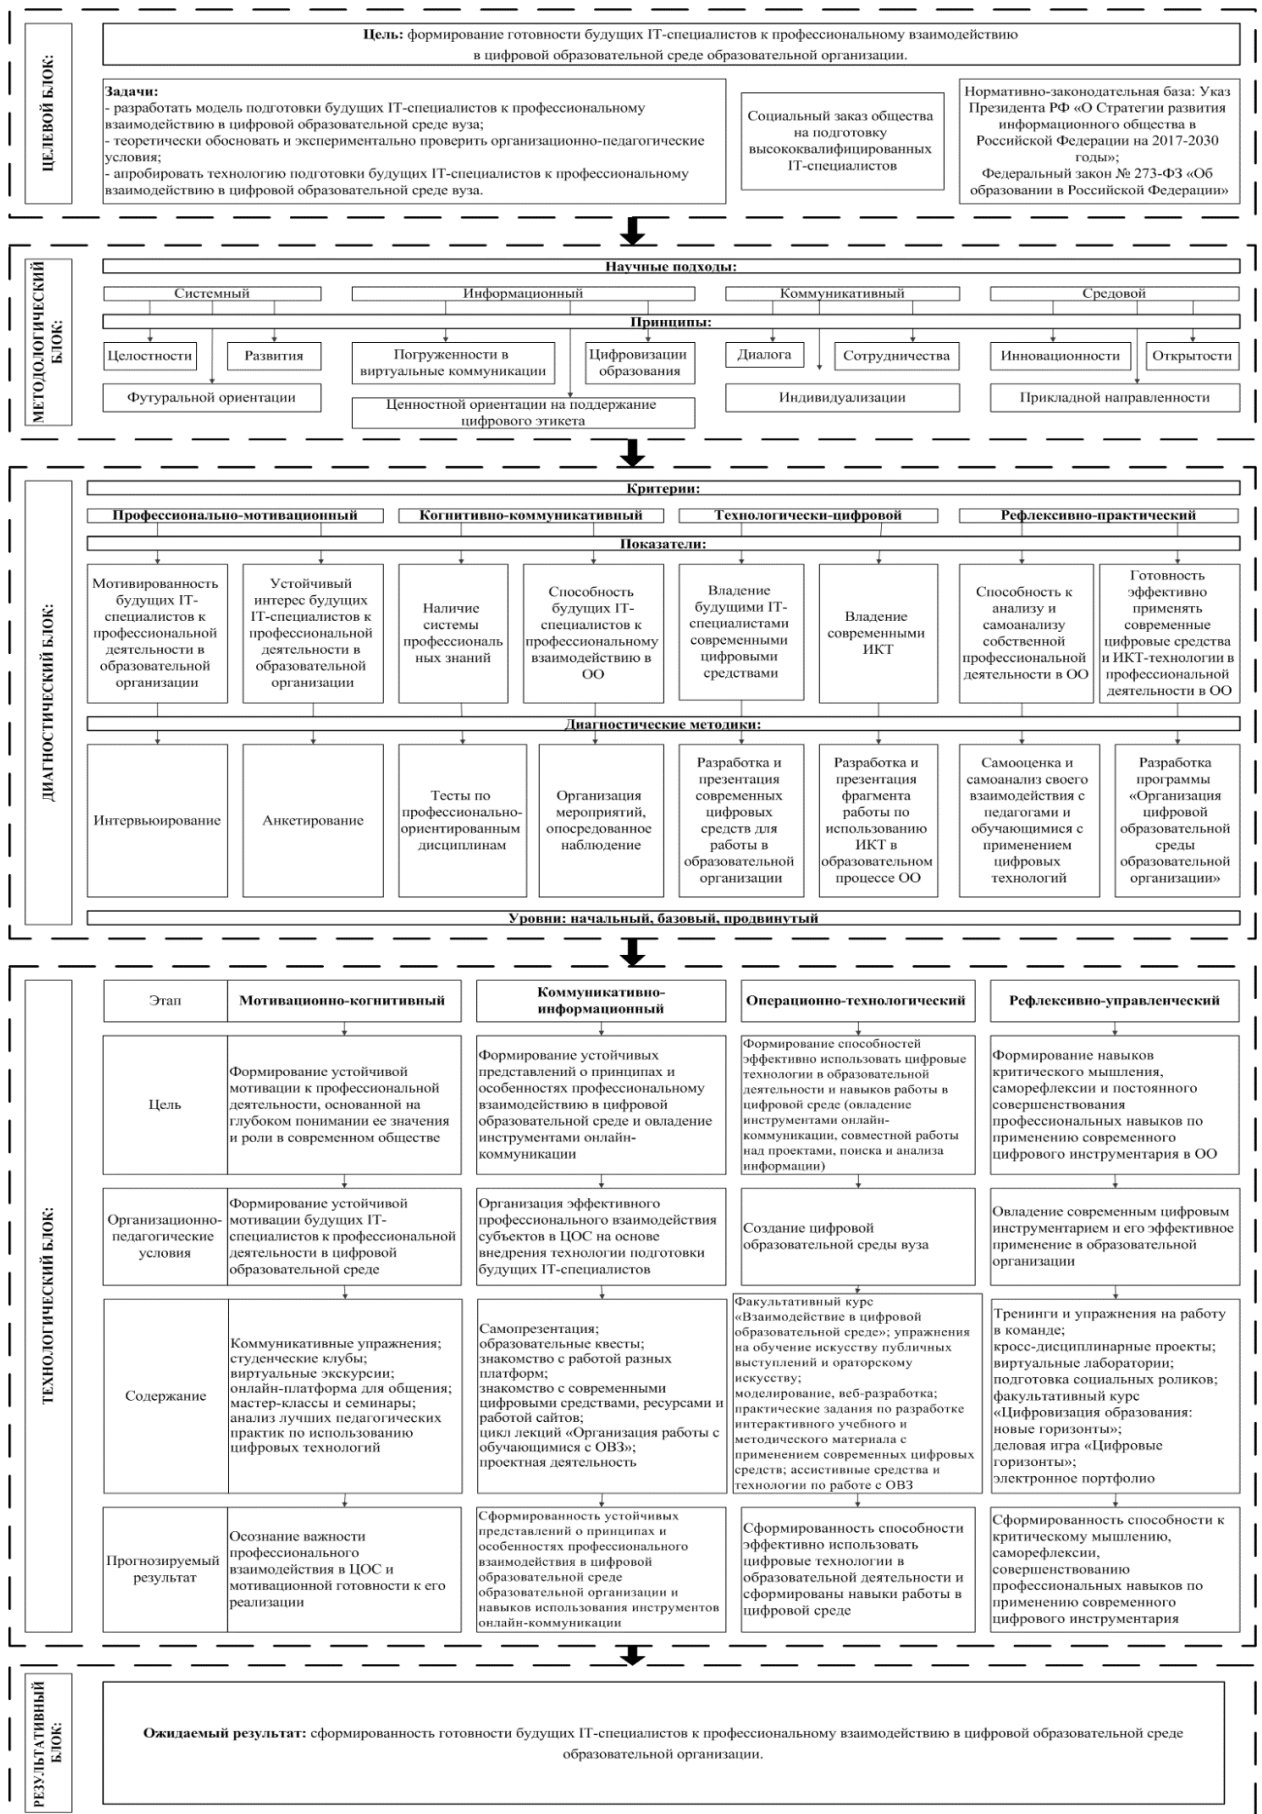 ЦЕЛЕВОЙ БЛОК:
Цель: формирование готовности будущих IT-специалистов к профессиональному взаимодействию
в цифровой образовательной среде образовательной организации.
Задачи:
- разработать модель подготовки будущих IT-специалистов к профессиональному
взаимодействию в цифровой образовательной среде вуза;
- теоретически обосновать и экспериментально проверить организационно-педагогические
условия;
- апробировать технологию подготовки будущих IT-специалистов к профессиональному
взаимодействию в цифровой образовательной среде вуза.
Социальный заказ общества
на подготовку
высококвалифицированных
IT-специалистов
Нормативно-законодательная база: Указ
Президента РФ «О Стратегии развития
информационного общества в
Российской Федерации на 2017-2030
годы»;
Федеральный закон № 273-ФЗ «Об
образовании в Российской Федерации»
МЕТОДОЛОГИЧЕСКИЙ
БЛОК:
Научные подходы:
Системный
Информационный
Коммуникативный
Средовой
Принципы:
Целостности
Развития
Футуральной ориентации
Погруженности в
виртуальные коммуникации
Цифровизации
образования
Ценностной ориентации на поддержание
цифрового этикета
Диалога
Сотрудничества
Индивидуализации
Инновационности
Открытости
Прикладной направленности
ДИАГНОСТИЧЕСКИЙ БЛОК:
Критерии:
Профессионально-мотивационный
Когнитивно-коммуникативный
Технологически-цифровой
Рефлексивно-практический
Показатели:
Мотивированность
будущих IT-
специалистов к
профессиональной
деятельности в
образовательной
организации
Устойчивый
интерес будущих
IT-специалистов к
профессиональной
деятельности в
образовательной
организации
Наличие
системы
профессиональ
ных знаний
Способность
будущих IT-
специалистов к
профессиональному
взаимодействию в
ОО
Владение
будущими IT-
специалистами
современными
цифровыми
средствами
Владение
современными
ИКТ
Способность к
анализу и
самоанализу
собственной
профессиональной
деятельности в ОО
Готовность
эффективно
применять
современные
цифровые средства
и ИКТ-технологии в
профессиональной
деятельности в ОО
Диагностические методики:
Интервьюирование
Анкетирование
Тесты по
профессионально-
ориентированным
дисциплинам
Организация
мероприятий,
опосредованное
наблюдение
Разработка и
презентация
современных
цифровых
средств для
работы в
образовательной
организации
Разработка и
презентация
фрагмента
работы по
использованию
ИКТ в
образовательном
процессе ОО
Самооценка и
самоанализ своего
взаимодействия с
педагогами и
обучающимися с
применением
цифровых
технологий
Разработка
программы
«Организация
цифровой
образовательной
среды
образовательной
организации»
Уровни: начальный, базовый, продвинутый
ТЕХНОЛОГИЧЕСКИЙ БЛОК:
Этап
Мотивационно-когнитивный
Коммуникативно-
информационный
Операционно-технологический
Рефлексивно-управленческий
Цель
Формирование устойчивой
мотивации к профессиональной
деятельности, основанной на
глубоком понимании ее значения
и роли в современном обществе
Формирование устойчивых
представлений о принципах и
особенностях профессиональному
взаимодействию в цифровой
образовательной среде и овладение
инструментами онлайн-
коммуникации
Формирование способностей
эффективно использовать цифровые
технологии в образовательной
деятельности и навыков работы в
цифровой среде (овладение
инструментами онлайн-
коммуникации, совместной работы
над проектами, поиска и анализа
информации)
Формирование навыков
критического мышления,
саморефлексии и постоянного
совершенствования
профессиональных навыков по
применению современного
цифрового инструментария в ОО
Организационно-
педагогические
условия
Формирование устойчивой
мотивации будущих IT-
специалистов к профессиональной
деятельности в цифровой
образовательной среде
Организация эффективного
профессионального взаимодействия
субъектов в ЦОС на основе
внедрения технологии подготовки
будущих IT-специалистов
Создание цифровой
образовательной среды вуза
Овладение современным цифровым
инструментарием и его эффективное
применение в образовательной
организации
Содержание
Коммуникативные упражнения;
студенческие клубы;
виртуальные экскурсии;
онлайн-платформа для общения;
мастер-классы и семинары;
анализ лучших педагогических
практик по использованию
цифровых технологий
Самопрезентация;
образовательные квесты;
знакомство с работой разных
платформ;
знакомство с современными
цифровыми средствами, ресурсами и
работой сайтов;
цикл лекций «Организация работы с
обучающимися с ОВЗ»;
проектная деятельность
Факультативный курс
«Взаимодействие в цифровой
образовательной среде»; упражнения
на обучение искусству публичных
выступлений и ораторскому
искусству;
моделирование, веб-разработка;
практические задания по разработке
интерактивного учебного и
методического материала с
применением современных цифровых
средств; ассистивные средства и
технологии по работе с ОВЗ
Тренинги и упражнения на работу
в команде;
кросс-дисциплинарные проекты;
виртуальные лаборатории;
подготовка социальных роликов;
факультативный курс
«Цифровизация образования:
новые горизонты»;
деловая игра «Цифровые
горизонты»;
электронное портфолио
Прогнозируемый
результат
Осознание важности
профессионального
взаимодействия в ЦОС и
мотивационной готовности к его
реализации
Сформированность устойчивых
представлений о принципах и
особенностях профессионального
взаимодействия в цифровой
образовательной среде
образовательной организации и
навыков использования инструментов
онлайн-коммуникации
Сформированность способности
эффективно использовать
цифровые технологии в
образовательной деятельности и
сформированы навыки работы в
цифровой среде
Сформированность способности к
критическому мышлению,
саморефлексии,
совершенствованию
профессиональных навыков по
применению современного
цифрового инструментария
РЕЗУЛЬТАТИВНЫЙ
БЛОК:
Ожидаемый результат: сформированность готовности будущих IT-специалистов к профессиональному взаимодействию в цифровой образовательной среде
образовательной организации.